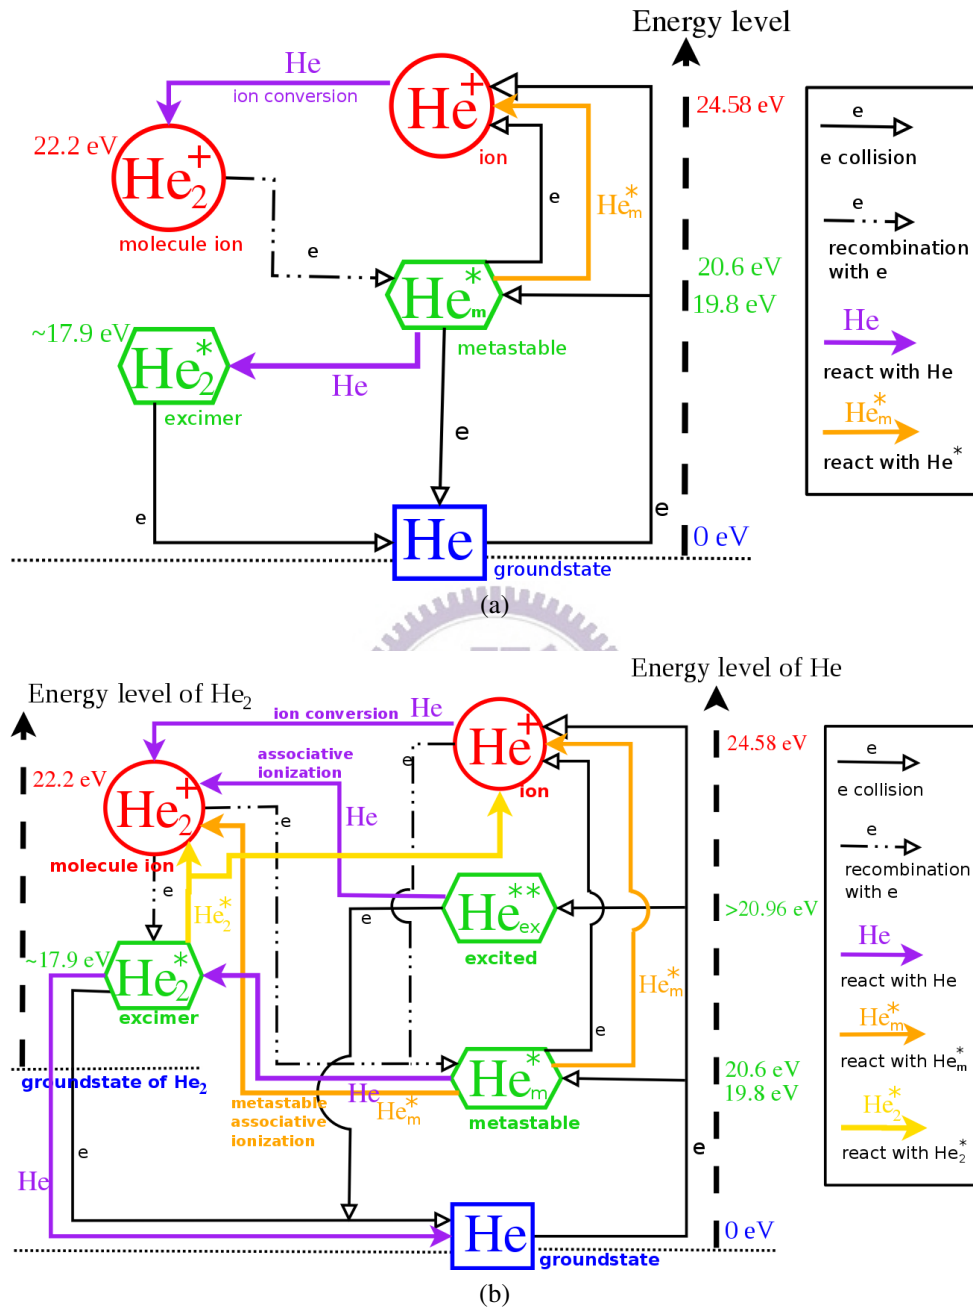 Energy level
He
ion conversion
He+
ion
24.58 eV
22.2 eV
He2+
molecule ion
e
e
He*m
20.6 eV
19.8 eV
He*m
metastable
~17.9 eV
He*2
excimer
He
e
e
e
He
0 eV
groundstate
e
e collision
e
recombination
with e
He
react with He
He*m
react with He*
(a)
Energy level of He
Energy level of He2
ion conversion
He
He+
ion
24.58 eV
associative
ionization
e
22.2 eV
He2+
He
e
molecule ion
e
He*2
He**ex
>20.96 eV
e
excited
~17.9 eV
He*2
excimer
He*m
e
groundstate of He2
He*m
20.6 eV
19.8 eV
metastable
He
He*m
metastable
associative
ionization
e
e
He
He
0 eV
groundstate
e
e collision
e
recombination
with e
He
react with He
He*m
react with He*m
He*2
react with He2*
(b)